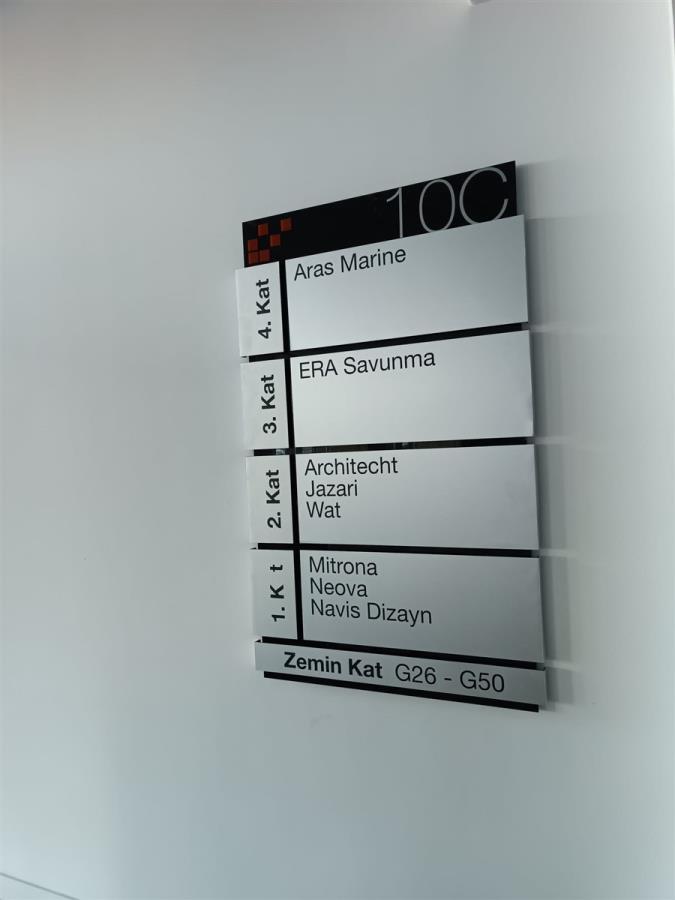 10C
4. Kat
Aras Marine
3. Kat
ERA Savunma
2. Kat
Architecht
Jazari
Wat
1. K t
Mitrona
Neova
Navis Dizayn
Zemin Kat G26 - G50